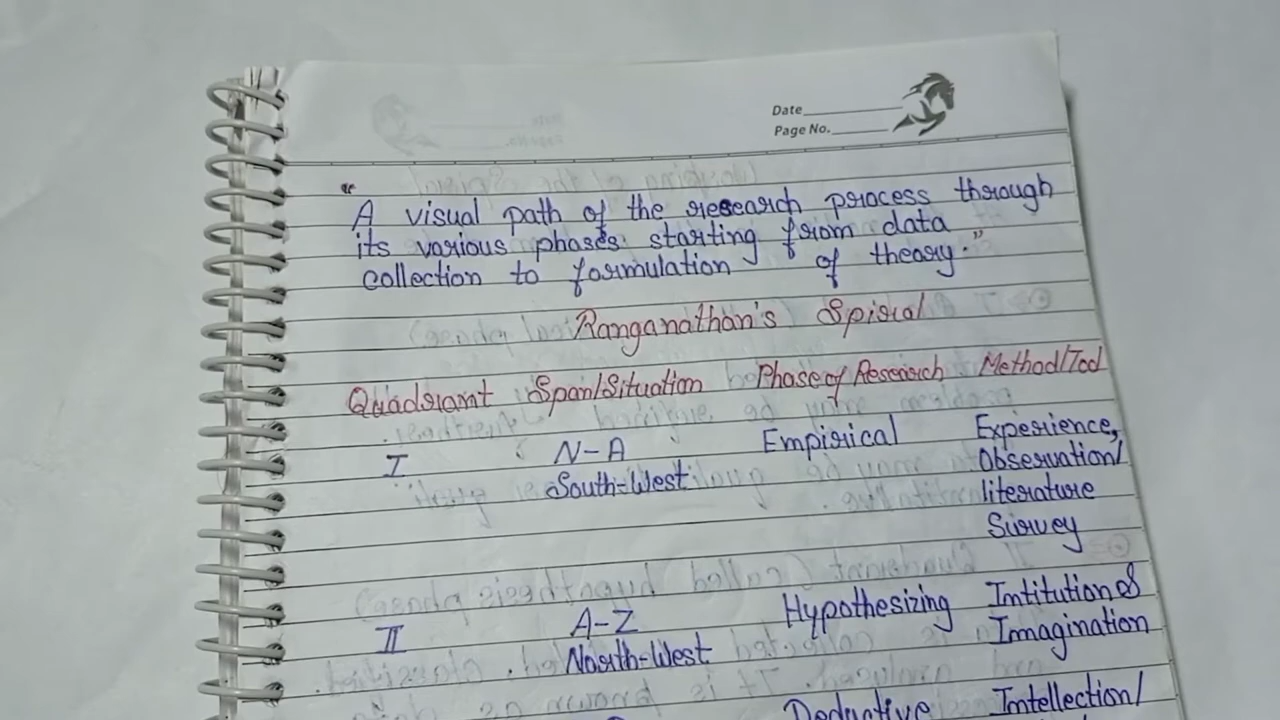 Date
Page No.
"A visual path of the research process through
its various phases starting from data
collection to formulation of theory."
Ranganathan's Spiral
Quadrant Span/Situation Phase of Research Method/Tool
I N-A Empirical Experience,
South-West Observation/
literature
Survey
II A-Z Hypothesizing Intitution &
North-West Imagination
Deductive Intellection/